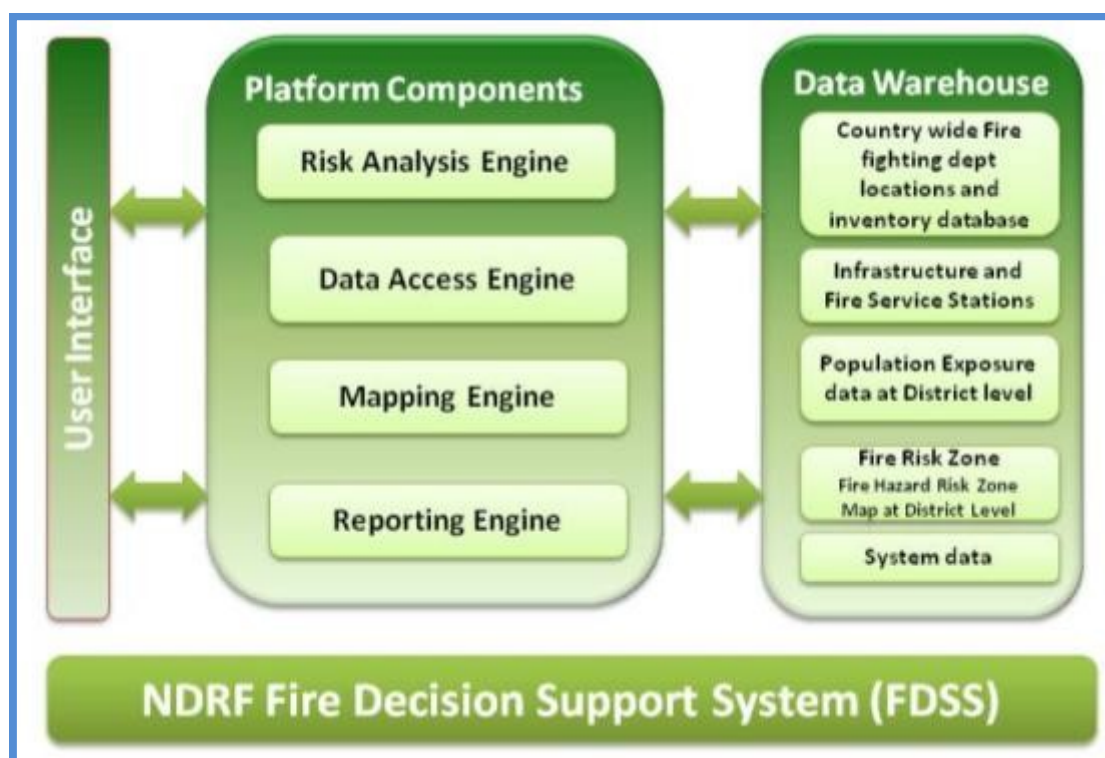 User Interface
Platform Components
Risk Analysis Engine
Data Access Engine
Mapping Engine
Reporting Engine
Data Warehouse
Country wide Fire
fighting dept
locations and
inventory database
Infrastructure and
Fire Service Stations
Population Exposure
data at District level
Fire Risk Zone
Fire Hazard Risk Zone
Map at District Level
System data
NDRF Fire Decision Support System (FDSS)